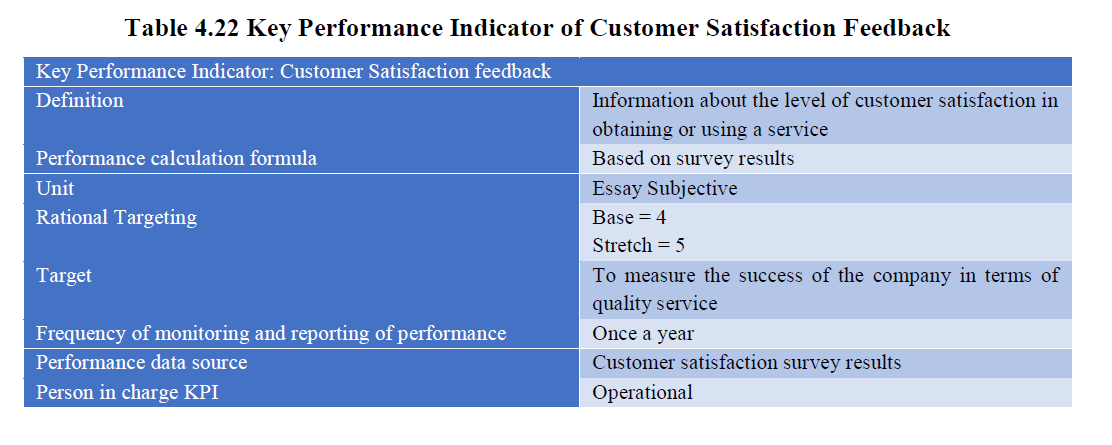 Table 4.22 Key Performance Indicator of Customer Satisfaction Feedback
Key Performance Indicator: Customer Satisfaction feedback
Definition
Information about the level of customer satisfaction in
obtaining or using a service
Performance calculation formula
Based on survey results
Unit
Essay Subjective
Rational Targeting
Base = 4
Stretch = 5
Target
To measure the success of the company in terms of
quality service
Frequency of monitoring and reporting of performance
Once a year
Performance data source
Customer satisfaction survey results
Person in charge KPI
Operational